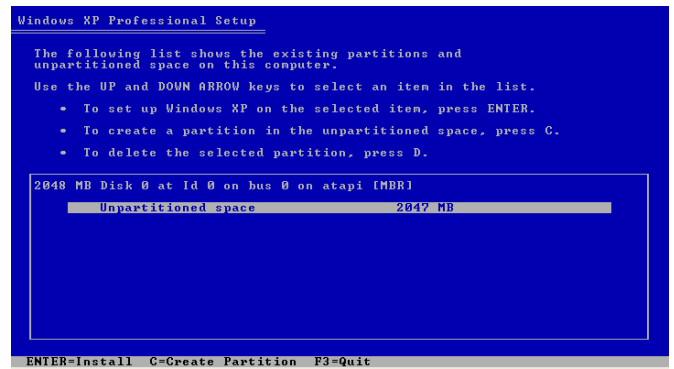 Windows XP Professional Setup
The following list shows the existing partitions and
unpartitioned space on this computer.
Use the UP and DOWN ARROW keys to select an item in the list.
• To set up Windows XP on the selected item, press ENTER.
• To create a partition in the unpartitioned space, press C.
• To delete the selected partition, press D.
2048 MB Disk 0 at Id 0 on bus 0 on atapi [MBR]
Unpartitioned space 2047 MB
ENTER=Install C=Create Partition F3=Quit